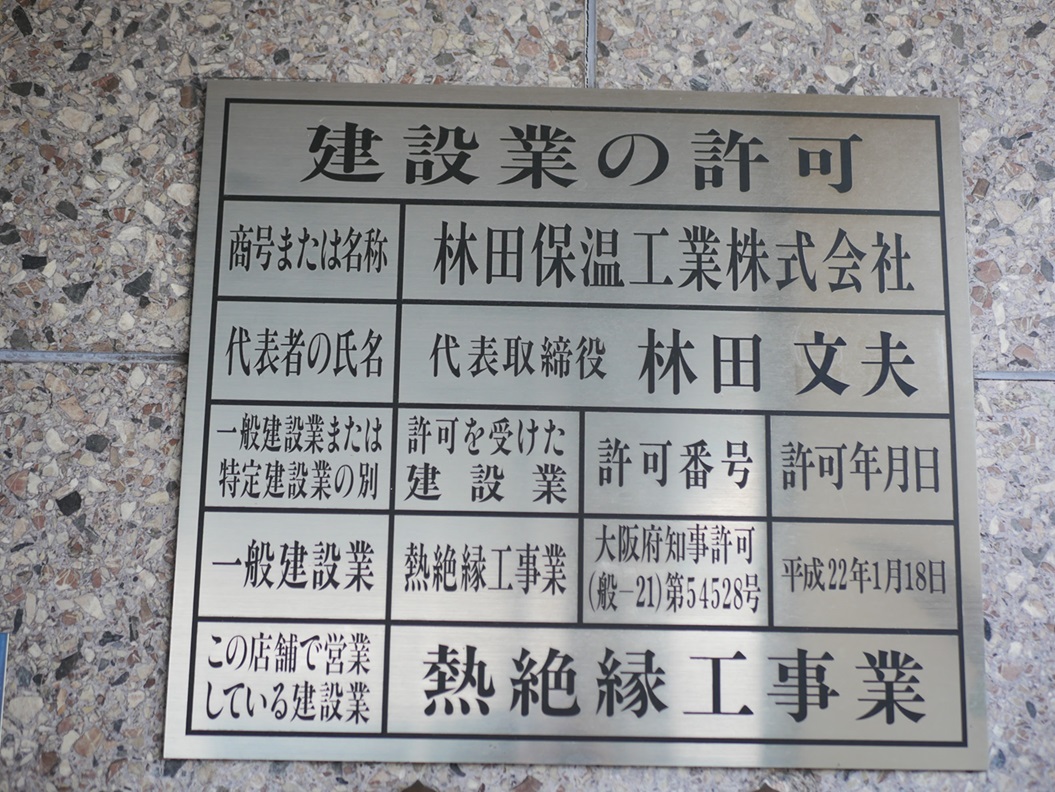 建設業の許可
商号または名称
林田保温工業株式会社
代表者の氏名
代表取締役 林田 文夫
一般建設業または
特定建設業の別
許可を受けた
建設業
許可番号
許可年月日
一般建設業
熱絶縁工事業
大阪府知事許可
(般－21)第54528号
平成22年1月18日
この店舗で営業
している建設業
熱絶縁工事業